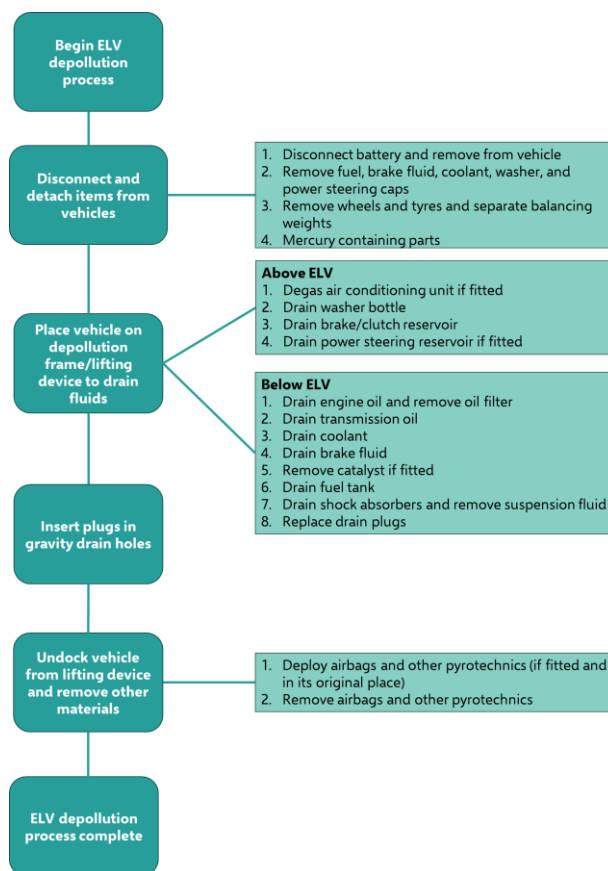 Begin ELV
depollution
process
Disconnect and
detach items from
vehicles
1. Disconnect battery and remove from vehicle
2. Remove fuel, brake fluid, coolant, washer, and
power steering caps
3. Remove wheels and tyres and separate balancing
weights
4. Mercury containing parts
Place vehicle on
depollution
frame/lifting
device to drain
fluids
Above ELV
1. Degas air conditioning unit if fitted
2. Drain washer bottle
3. Drain brake/clutch reservoir
4. Drain power steering reservoir if fitted
Below ELV
1. Drain engine oil and remove oil filter
2. Drain transmission oil
3. Drain coolant
4. Drain brake fluid
5. Remove catalyst if fitted
6. Drain fuel tank
7. Drain shock absorbers and remove suspension fluid
8. Replace drain plugs
Insert plugs in
gravity drain holes
Undock vehicle
from lifting device
and remove other
materials
1. Deploy airbags and other pyrotechnics (if fitted and
in its original place)
2. Remove airbags and other pyrotechnics
ELV depollution
process complete